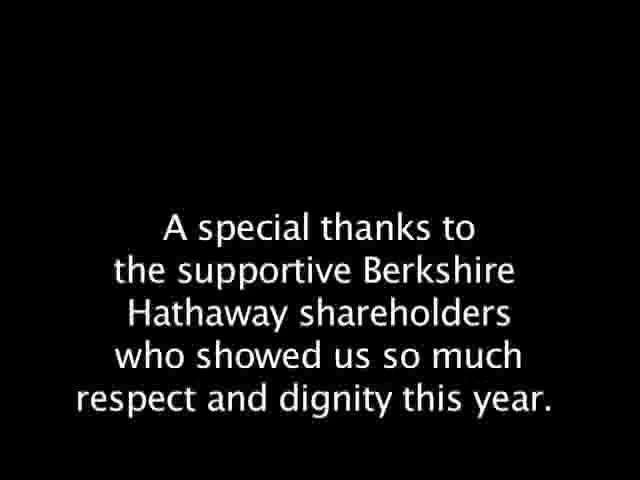 A special thanks to
the supportive Berkshire
Hathaway shareholders
who showed us so much
respect and dignity this year.